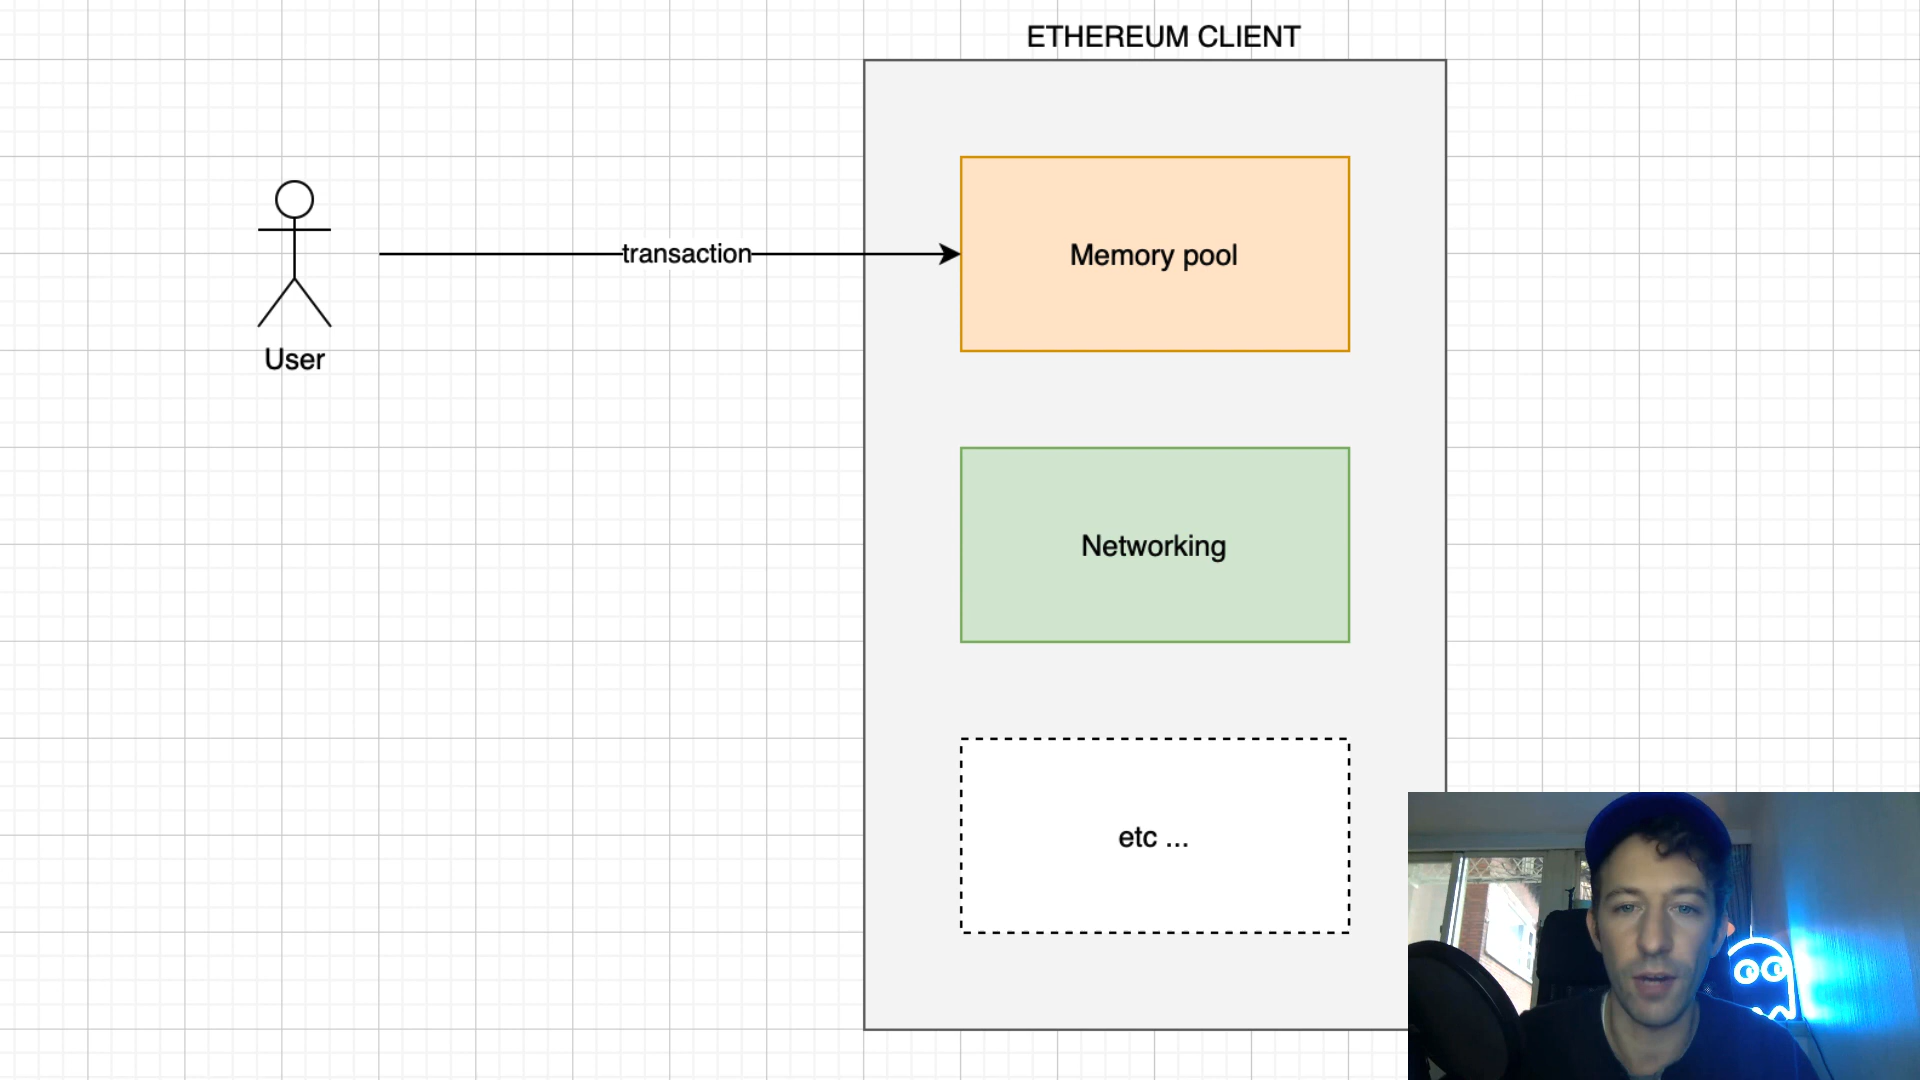 ETHEREUM CLIENT
transaction
Memory pool
User
Networking
etc ...